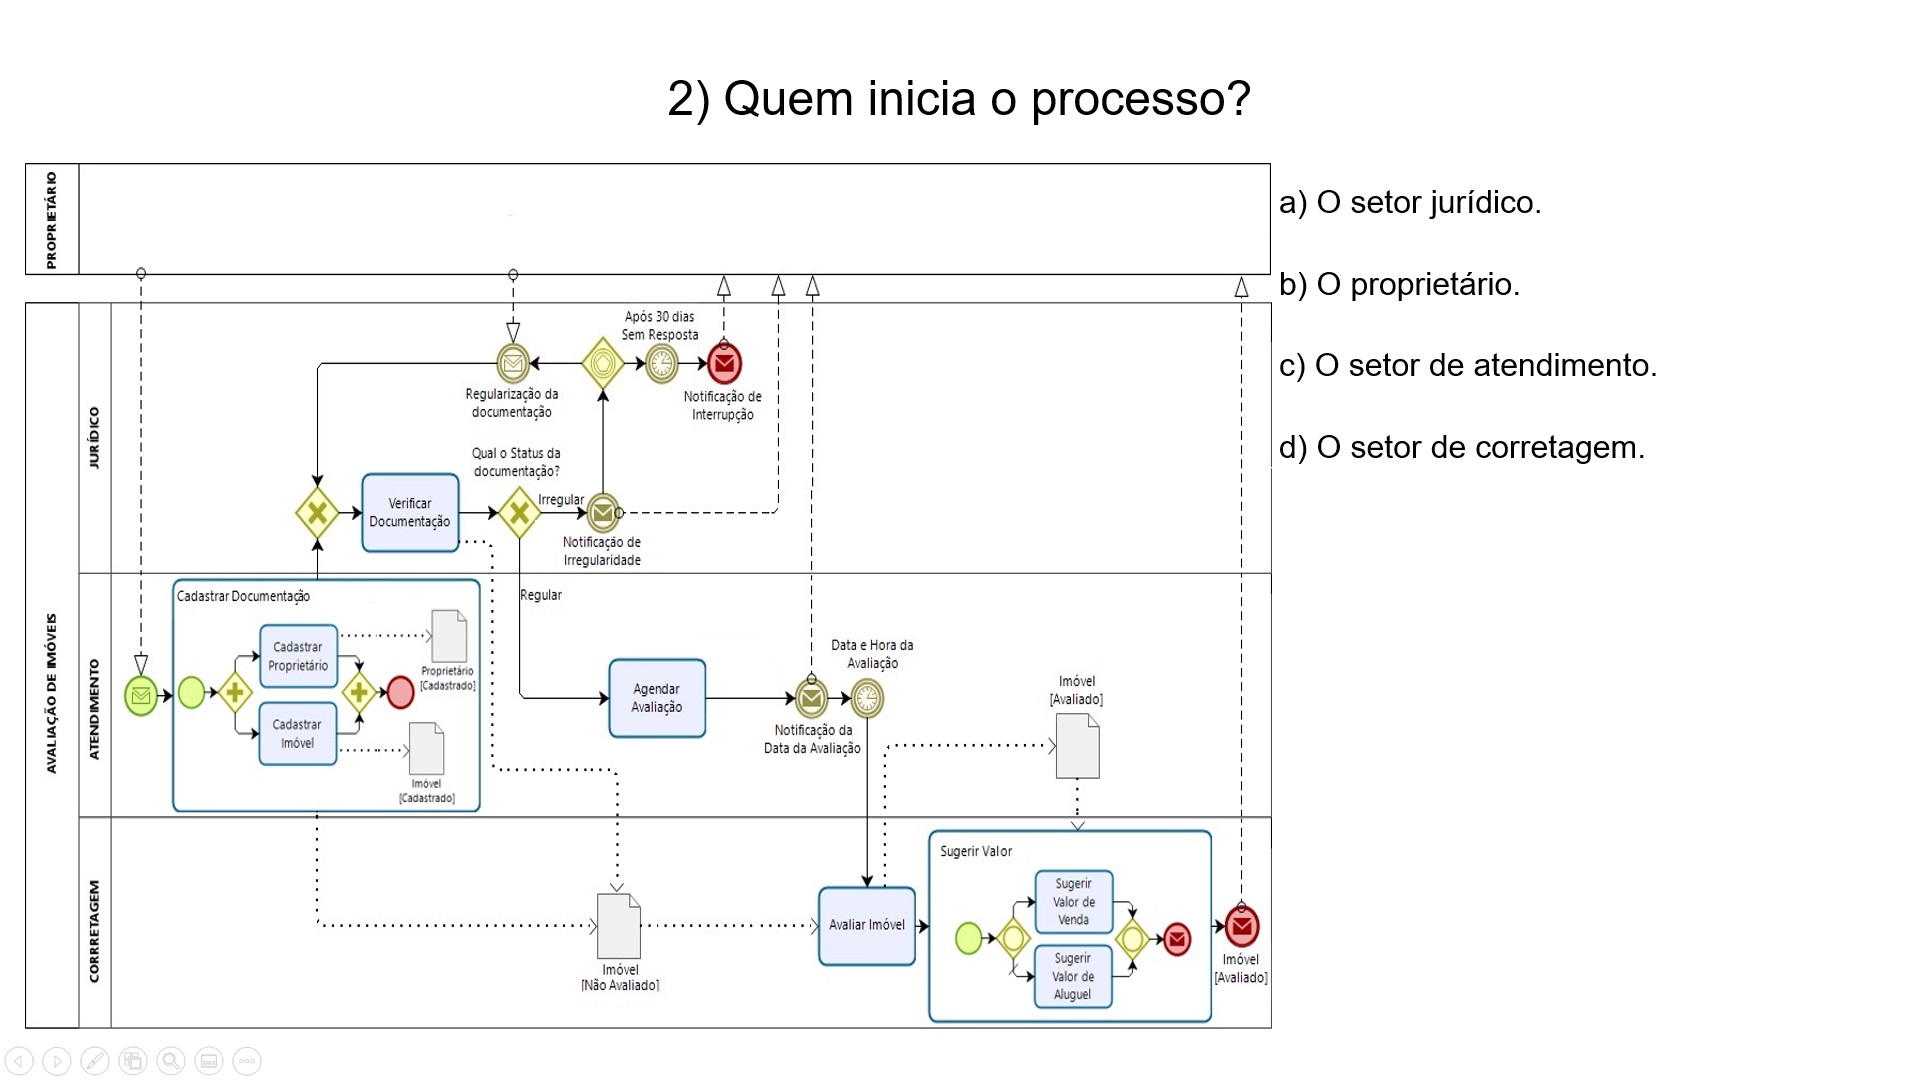 2) Quem inicia o processo?
PROPRIETÁRIO
a) O setor jurídico.
b) O proprietário.
c) O setor de atendimento.
d) O setor de corretagem.
AVALIAÇÃO DE IMÓVEIS
JURÍDICO
Após 30 dias
Sem Resposta
Regularização da
documentação
Notificação de
Interrupção
Qual o Status da
documentação?
Verificar
Documentação
Irregular
Notificação de
Irregularidade
ATENDIMENTO
Cadastrar Documentação
Regular
Cadastrar
Proprietário
Proprietário
[Cadastrado]
Cadastrar
Imóvel
Imóvel
[Cadastrado]
Agendar
Avaliação
Data e Hora da
Avaliação
Notificação da
Data da Avaliação
Imóvel
[Avaliado]
CORRETAGEM
Imóvel
[Não Avaliado]
Avaliar Imóvel
Sugerir Valor
Sugerir
Valor de
Venda
Sugerir
Valor de
Aluguel
Imóvel
[Avaliado]